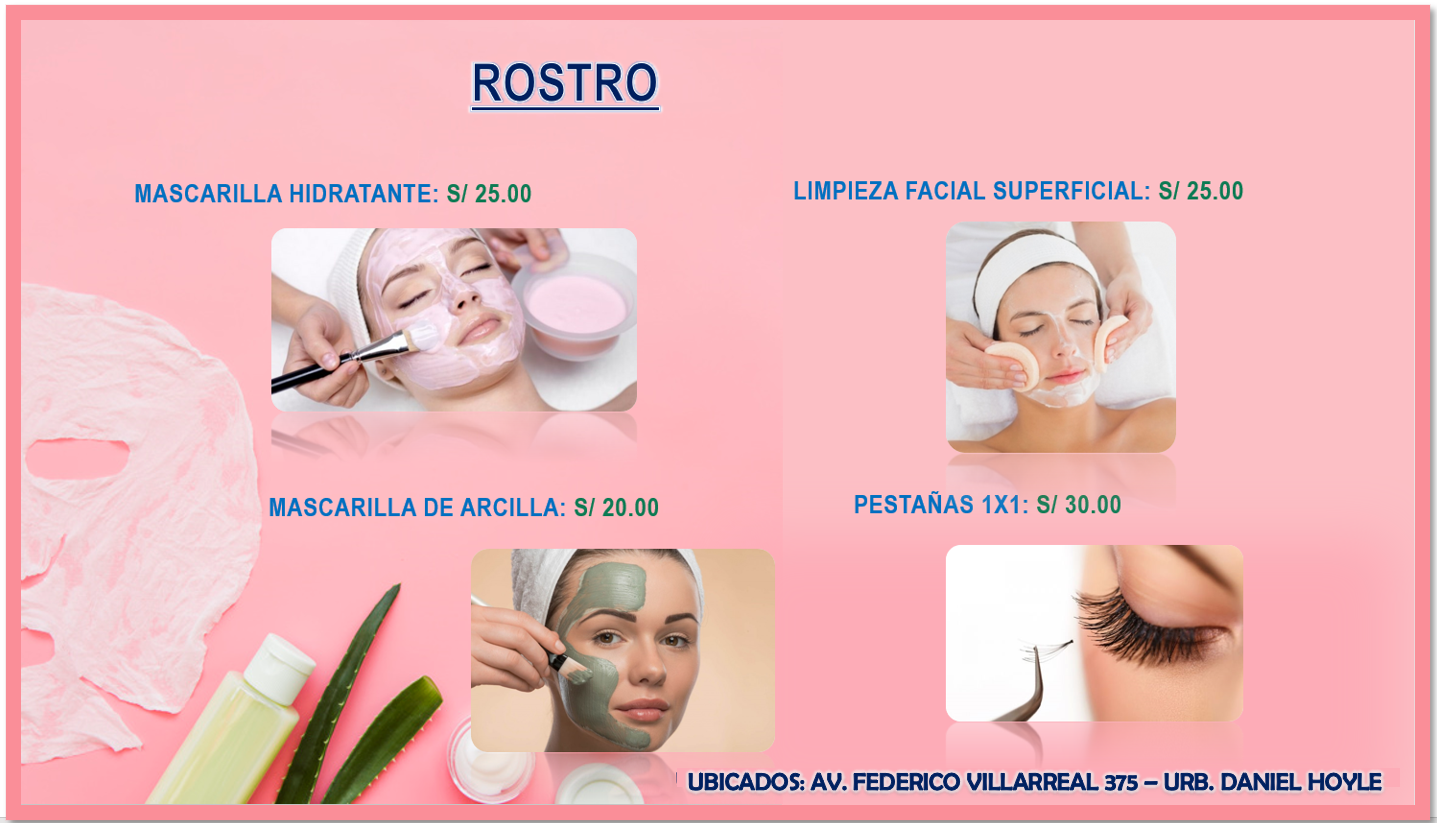 ROSTRO
MASCARILLA HIDRATANTE: S/ 25.00
LIMPIEZA FACIAL SUPERFICIAL: S/ 25.00
MASCARILLA DE ARCILLA: S/ 20.00
PESTAÑAS 1X1: S/ 30.00
UBICADOS: AV. FEDERICO VILLARREAL 375 – URB. DANIEL HOYLE